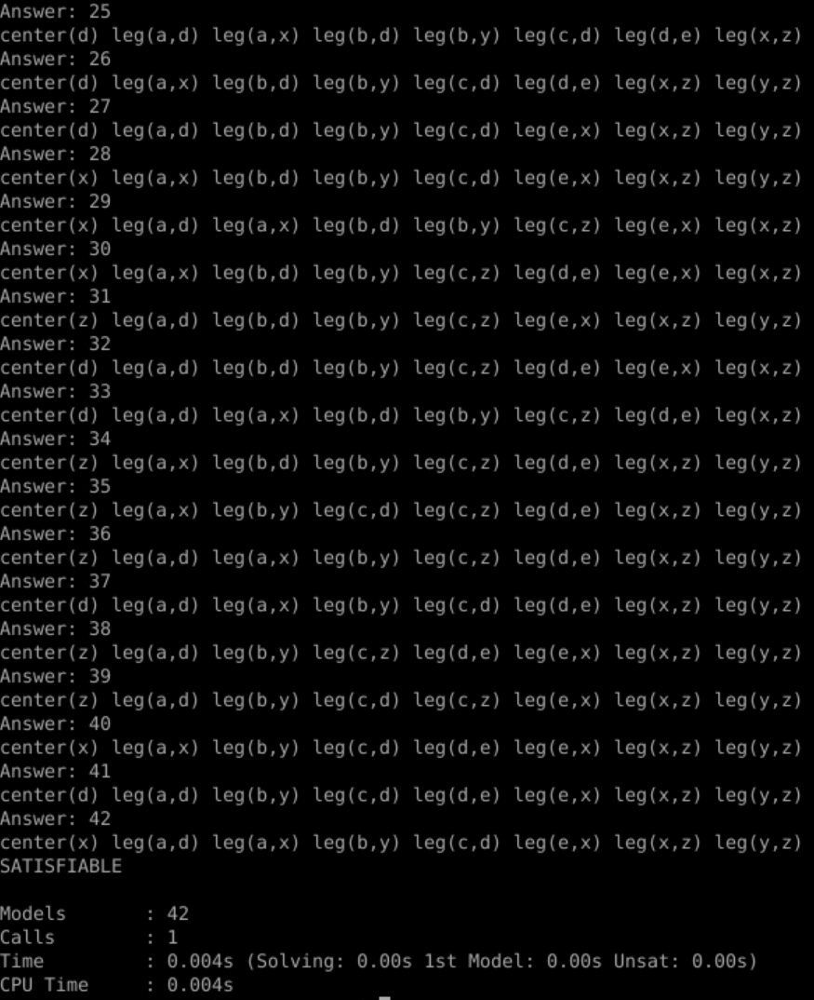 Answer: 25
center(d) leg(a,d) leg(a,x) leg(b,d) leg(b,y) leg(c,d) leg(d,e) leg(x,z)
Answer: 26
center(d) leg(a,x) leg(b,d) leg(b,y) leg(c,d) leg(d,e) leg(x,z) leg(y,z)
Answer: 27
center(d) leg(a,d) leg(b,d) leg(b,y) leg(c,d) leg(e,x) leg(x,z) leg(y,z)
Answer: 28
center(x) leg(a,x) leg(b,d) leg(b,y) leg(c,d) leg(e,x) leg(x,z) leg(y,z)
Answer: 29
center(x) leg(a,d) leg(a,x) leg(b,d) leg(b,y) leg(c,z) leg(e,x) leg(x,z)
Answer: 30
center(x) leg(a,x) leg(b,d) leg(b,y) leg(c,z) leg(d,e) leg(e,x) leg(x,z)
Answer: 31
center(z) leg(a,d) leg(b,d) leg(b,y) leg(c,z) leg(e,x) leg(x,z) leg(y,z)
Answer: 32
center(d) leg(a,d) leg(b,d) leg(b,y) leg(c,z) leg(d,e) leg(e,x) leg(x,z)
Answer: 33
center(d) leg(a,d) leg(a,x) leg(b,d) leg(b,y) leg(c,z) leg(d,e) leg(x,z)
Answer: 34
center(z) leg(a,x) leg(b,d) leg(b,y) leg(c,z) leg(d,e) leg(x,z) leg(y,z)
Answer: 35
center(z) leg(a,x) leg(b,y) leg(c,d) leg(c,z) leg(d,e) leg(x,z) leg(y,z)
Answer: 36
center(z) leg(a,d) leg(a,x) leg(b,y) leg(c,z) leg(d,e) leg(x,z) leg(y,z)
Answer: 37
center(d) leg(a,d) leg(a,x) leg(b,y) leg(c,d) leg(d,e) leg(x,z) leg(y,z)
Answer: 38
center(z) leg(a,d) leg(b,y) leg(c,z) leg(d,e) leg(e,x) leg(x,z) leg(y,z)
Answer: 39
center(z) leg(a,d) leg(b,y) leg(c,d) leg(c,z) leg(e,x) leg(x,z) leg(y,z)
Answer: 40
center(x) leg(a,x) leg(b,y) leg(c,d) leg(d,e) leg(e,x) leg(x,z) leg(y,z)
Answer: 41
center(d) leg(a,d) leg(b,y) leg(c,d) leg(d,e) leg(e,x) leg(x,z) leg(y,z)
Answer: 42
center(x) leg(a,d) leg(a,x) leg(b,y) leg(c,d) leg(e,x) leg(x,z) leg(y,z)
SATISFIABLE

Models       : 42
Calls        : 1
Time         : 0.004s (Solving: 0.00s 1st Model: 0.00s Unsat: 0.00s)
CPU Time     : 0.004s